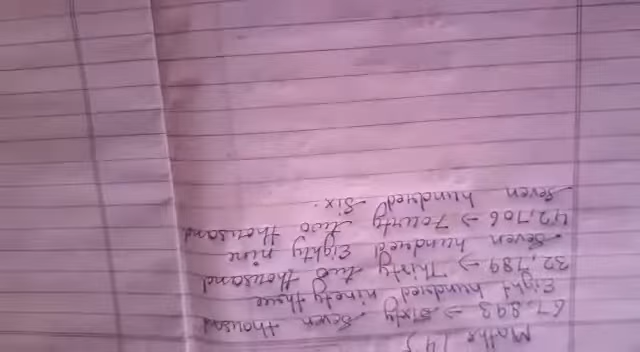 Maths 145
67,893 → Sixty Seven thousand
Eight hundred ninety three
32,789 → Thirty two thousand
Seven hundred Eighty nine
42,706 → Fourty two thousand
Seven hundred Six.